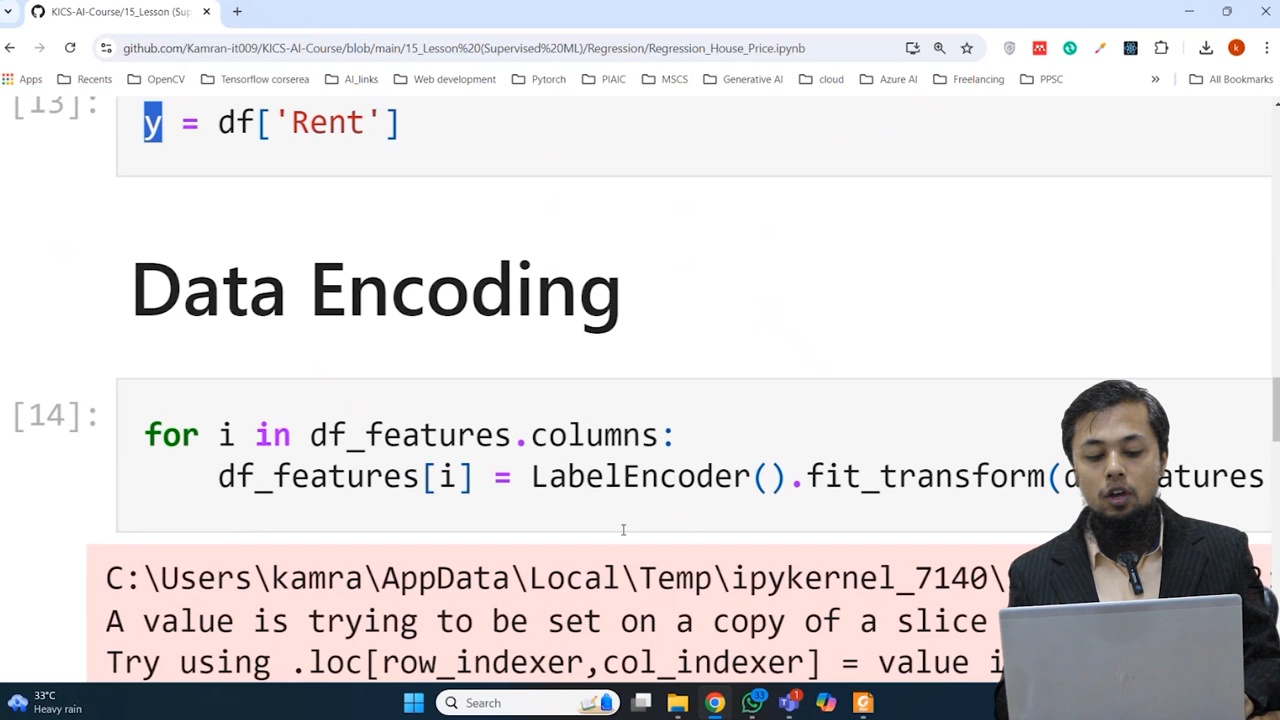 KICS-AI-Course/15_Lesson (Sup
github.com/Kamran-it009/KICS-AI-Course/blob/main/15_Lesson%20(Supervised%20ML)/Regression/Regression_House_Price.ipynb
Apps Recents OpenCV Tensorflow corsera AI_links Web development Pytorch PIAIC MSCS Generative AI cloud Azure AI Freelancing PPSC » All Bookmarks
[13]:
y = df['Rent']
Data Encoding
[14]:
for i in df_features.columns:
df_features[i] = LabelEncoder().fit_transform(
C:\Users\kamra\AppData\Local\Temp\ipykernel_7140\
A value is trying to be set on a copy of a slice
Try using .loc[row_indexer,col_indexer] = value
33°C
Heavy rain
Search
33
1